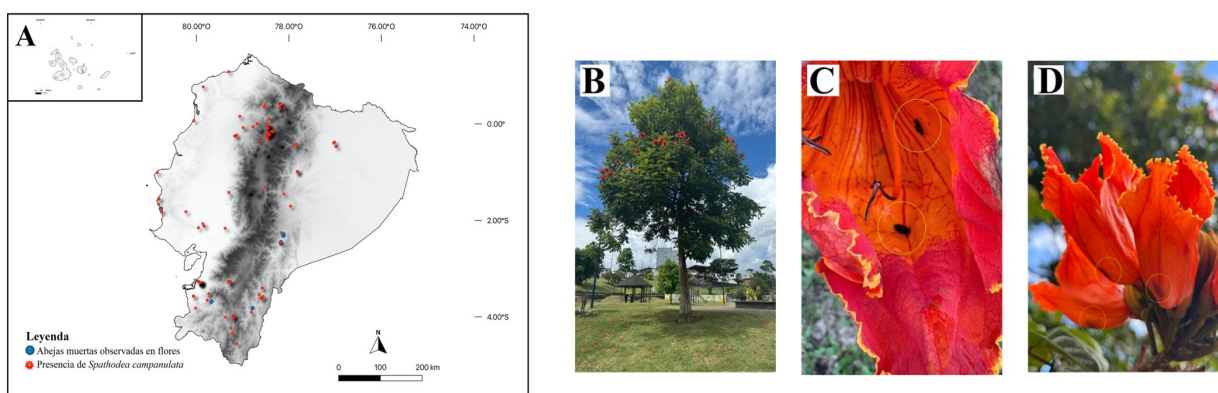 A
80.00°O 78.00°O 76.00°O 74.00°O
0.00°
2.00°S
4.00°S
Leyenda
Abejas muertas observadas en flores
Presencia de Spathodea campanulata
N
0 100 200 km
B
C
D